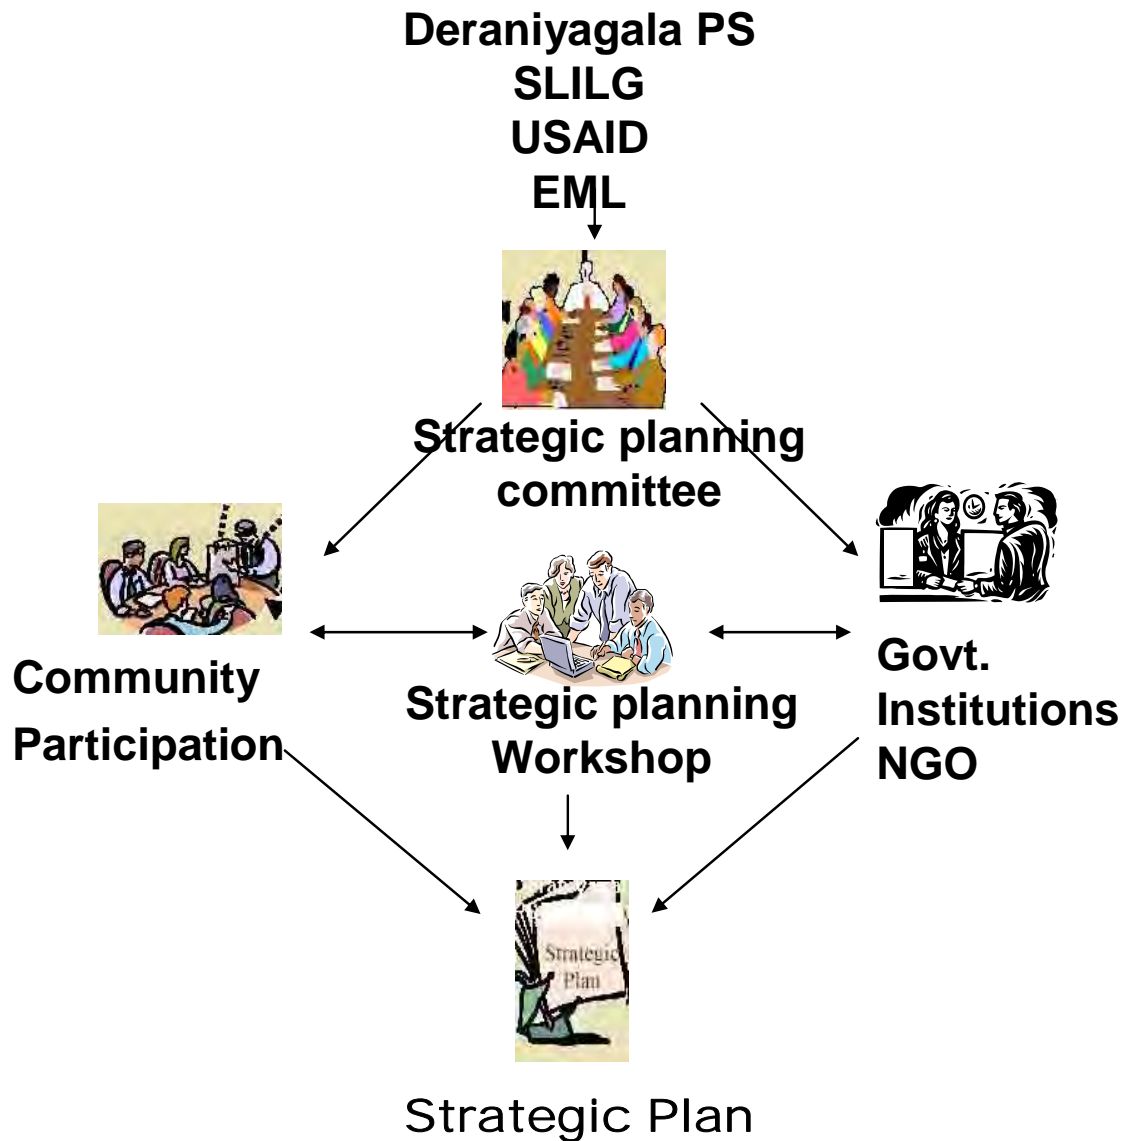 Deraniyagala PS
SLILG
USAID
EML
Strategic planning
committee
Community
Participation
Strategic planning
Workshop
Govt.
Institutions
NGO
Strategic
Plan
Strategic Plan